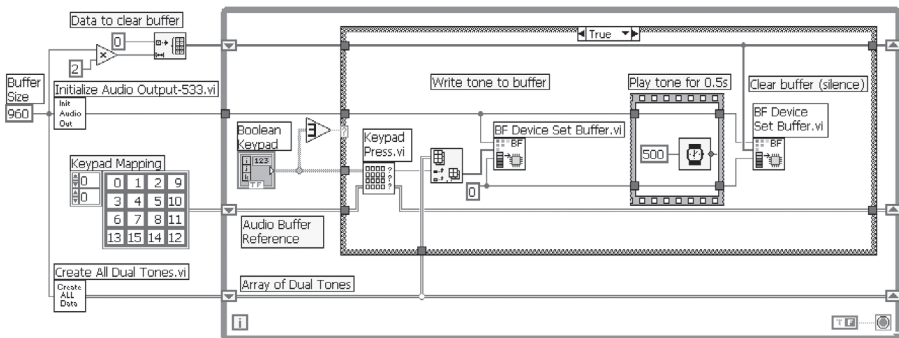 Data to clear buffer
0
2
True
Buffer
Size
960
Initialize Audio Output-533.vi
Init
Audio
Out
Write tone to buffer
Play tone for 0.5s
Clear buffer (silence)
BF Device
Set Buffer.vi
BF
Boolean
Keypad
123
TF
Keypad
Press.vi
BF Device Set Buffer.vi
BF
500
0
Keypad Mapping
0
0
0 1 2 9
3 4 5 10
6 7 8 11
13 15 14 12
Audio Buffer
Reference
Create All Dual Tones.vi
Create
ALL
Data
Array of Dual Tones
i
T F